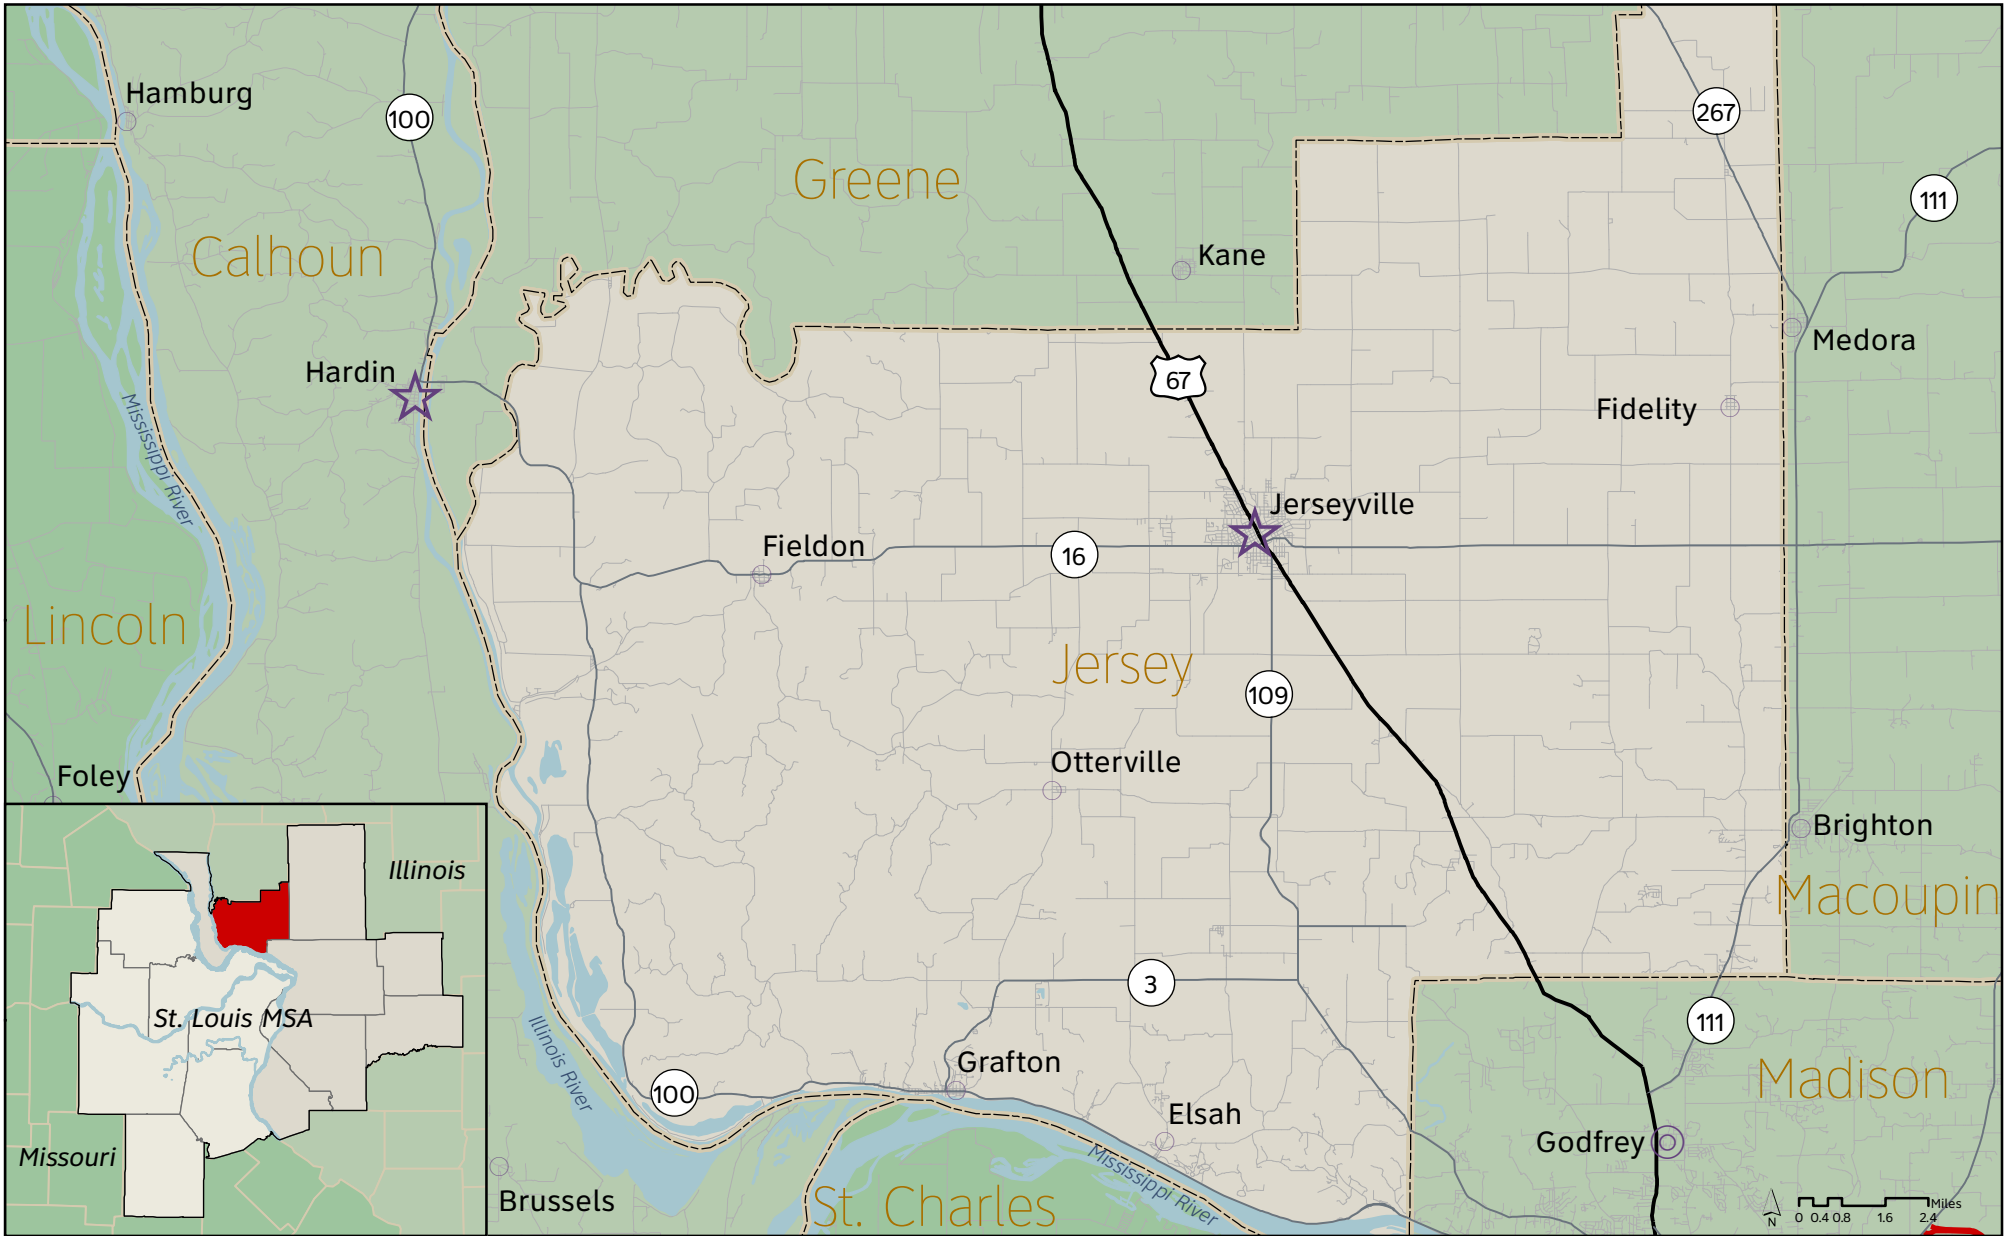 Hamburg
100
267
Greene
111
Calhoun
Kane
Medora
Hardin
67
Fidelity
Mississippi River
Jerseyville
Fieldon
16
Lincoln
Jersey
109
Otterville
Foley
Brighton
Illinois
Macoupin
St. Louis MSA
3
111
Illinois River
Grafton
Madison
100
Elsah
Godfrey
Missouri
Mississippi River
Brussels
St. Charles
N
Miles
0 0.4 0.8 1.6 2.4